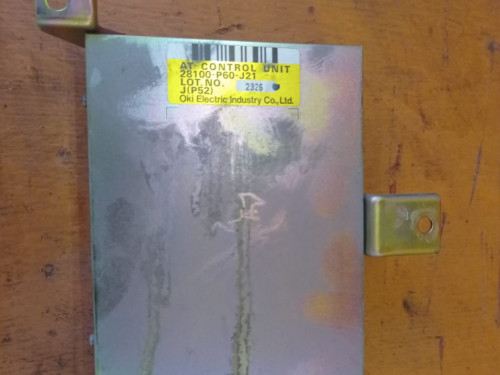 AT CONTROL UNIT
28100-P60-J21
LOT.NO. 2326
J(P52)
Oki Electric Industry Co., Ltd.